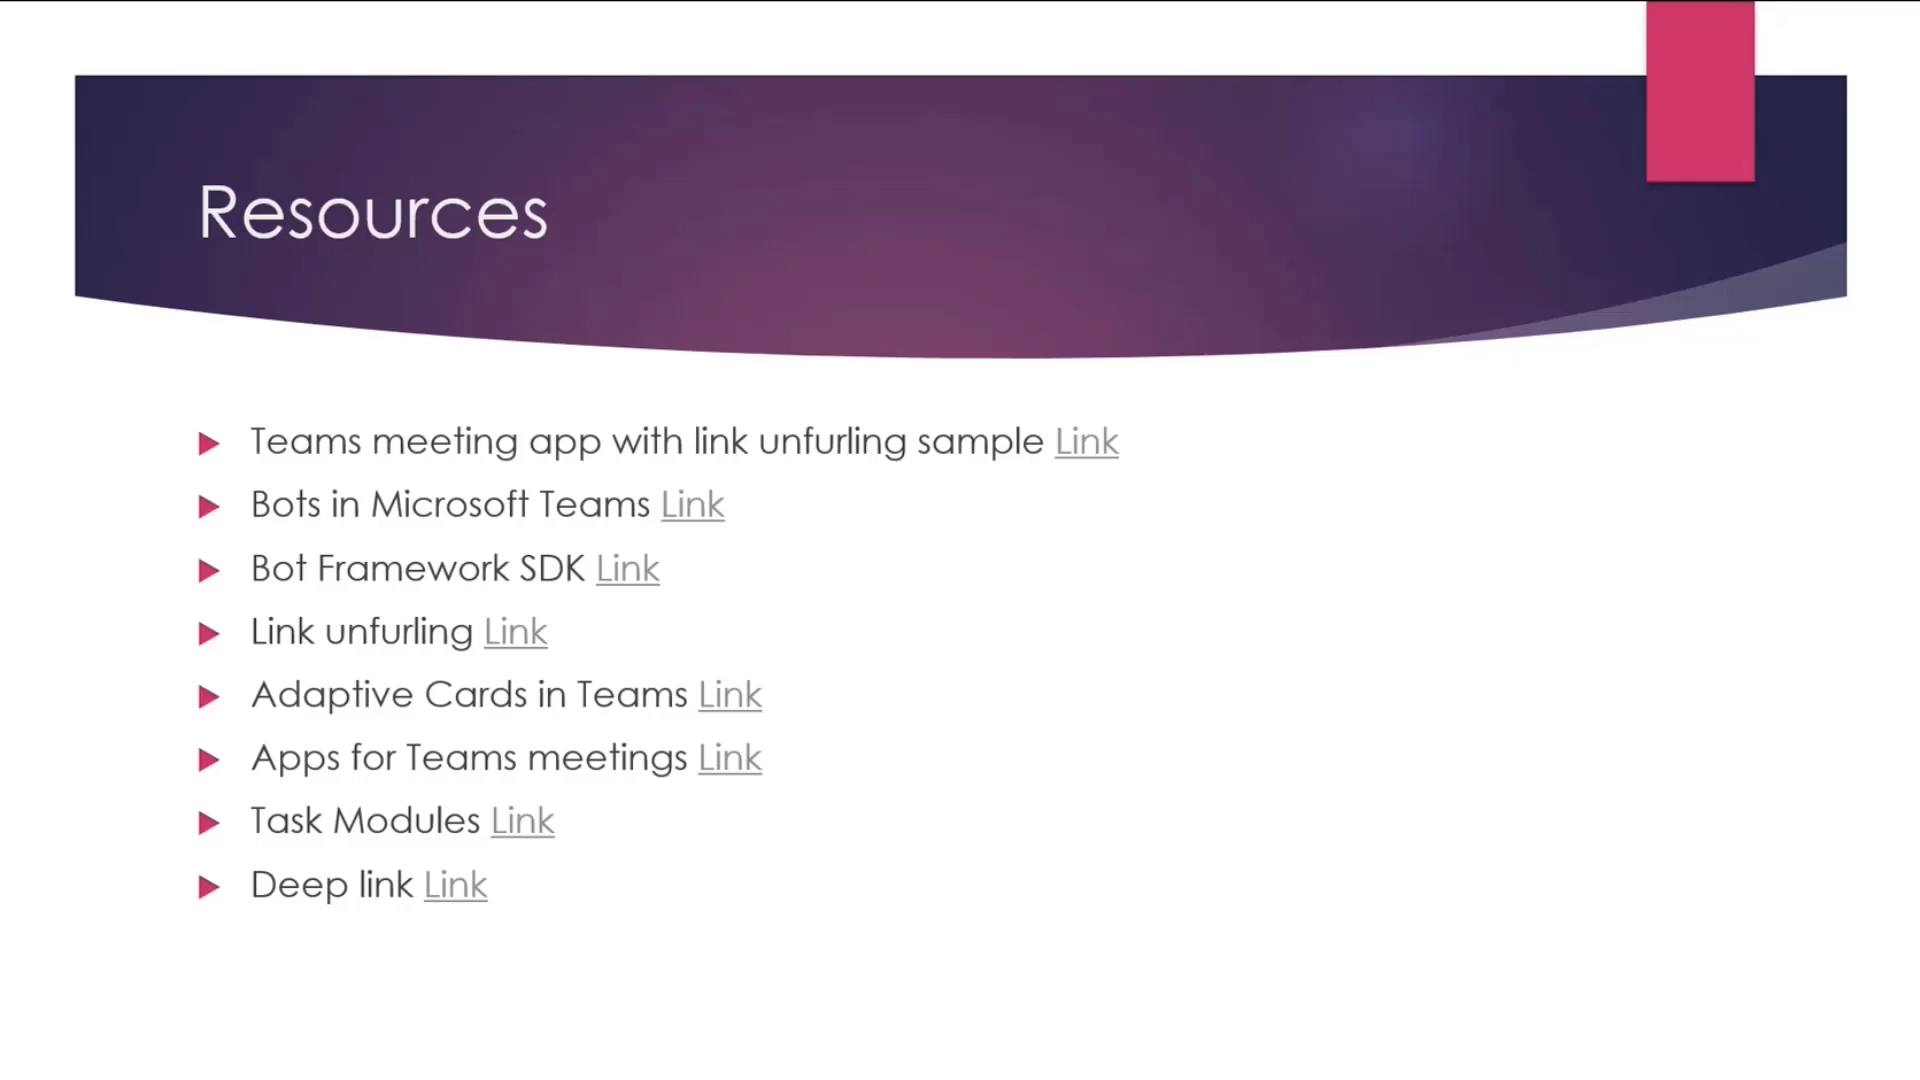 Resources
Teams meeting app with link unfurling sample Link
Bots in Microsoft Teams Link
Bot Framework SDK Link
Link unfurling Link
Adaptive Cards in Teams Link
Apps for Teams meetings Link
Task Modules Link
Deep link Link